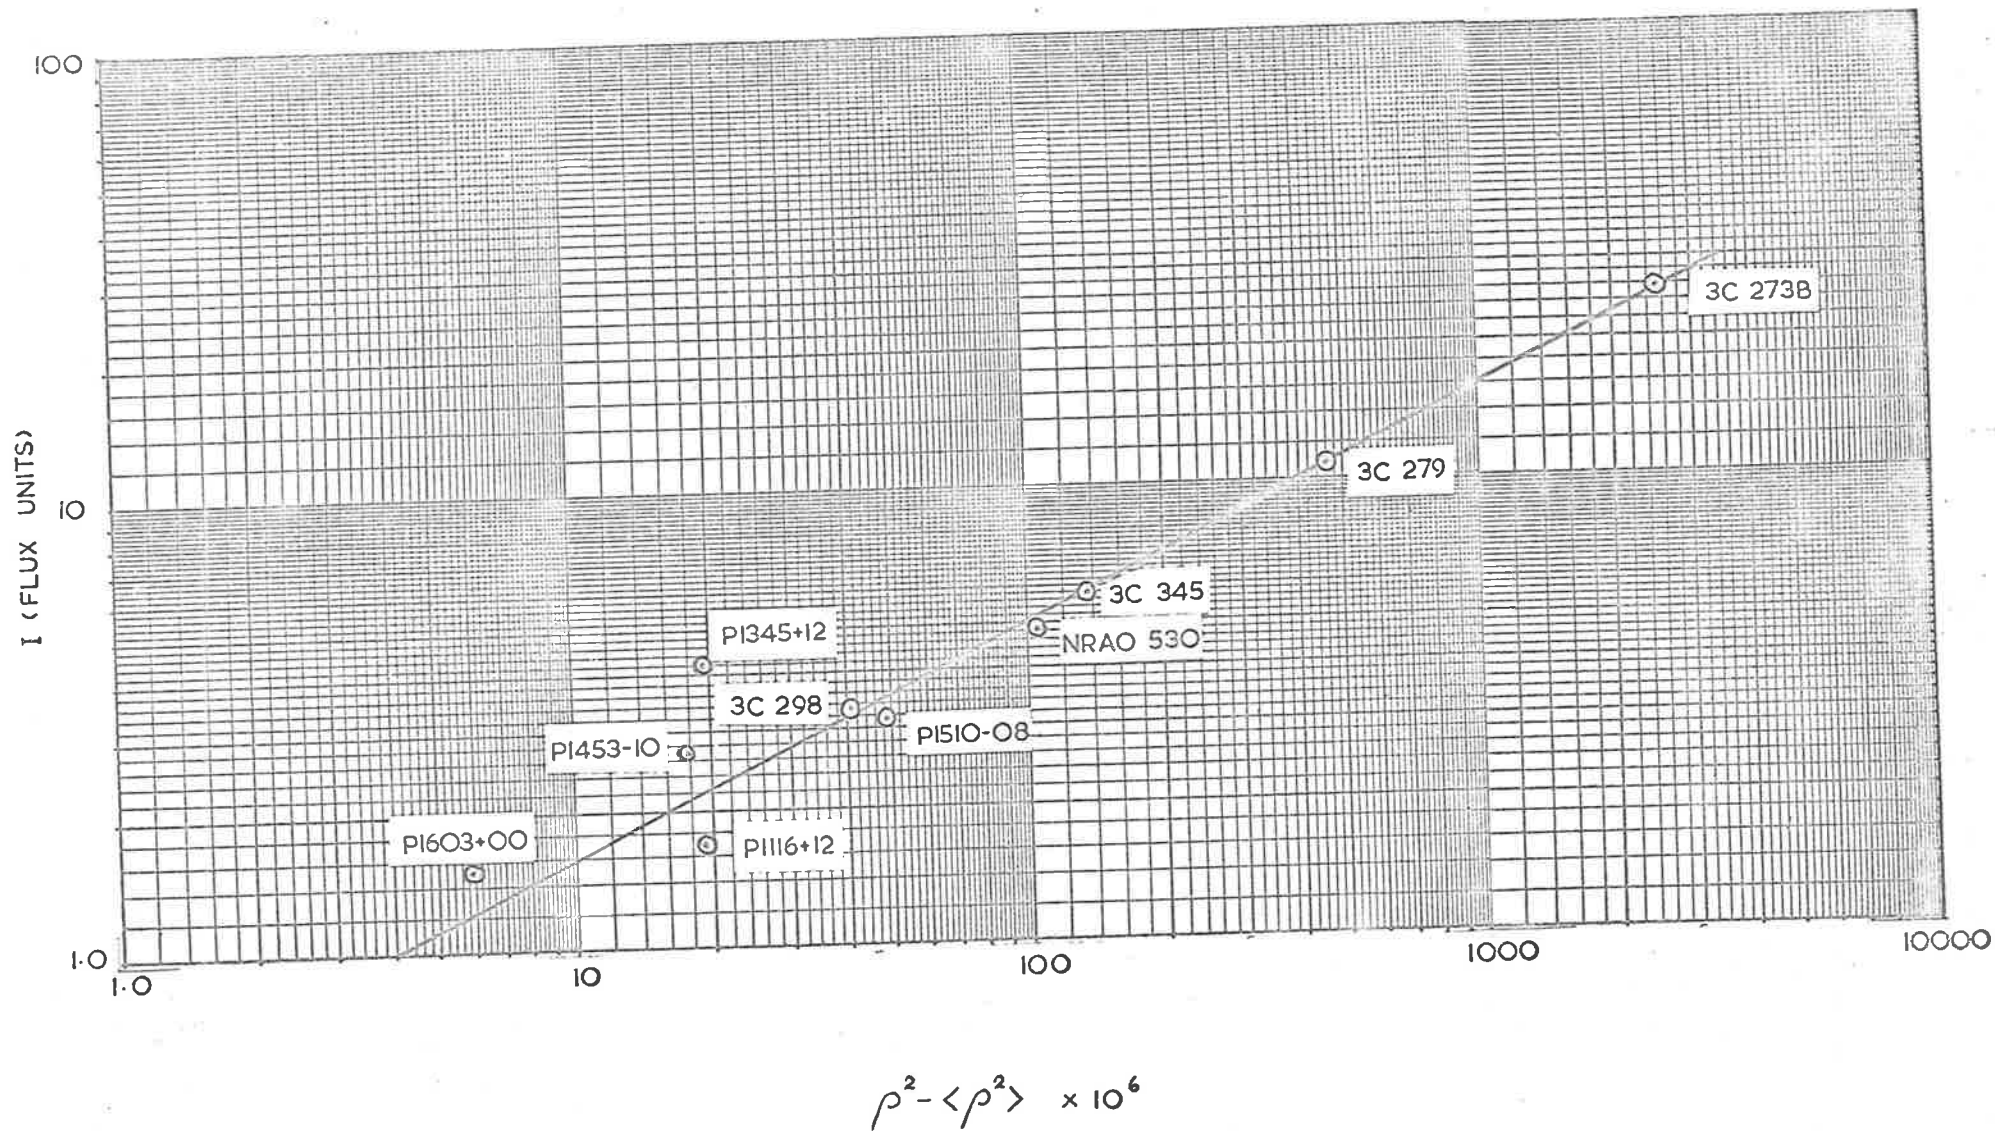 100
3C 273B
3C 279
I (FLUX UNITS)
10
3C 345
P1345+12
NRAO 530
3C 298
P1510-08
P1453-10
P1603+00
P1116+12
1.0
1.0
10
100
1000
10000
ρ² - <ρ²> × 10⁶